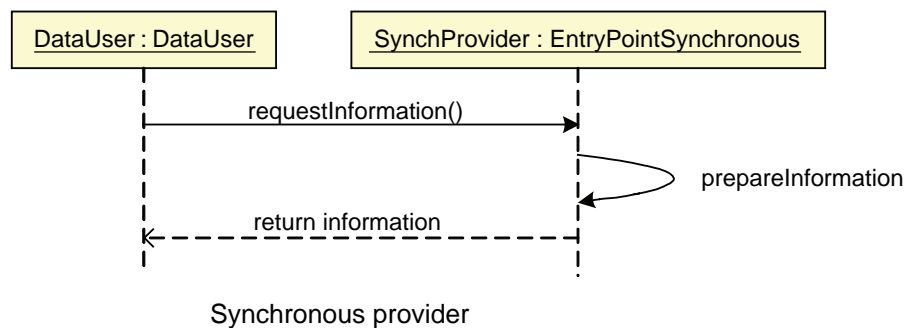 DataUser : DataUser
SynchProvider : EntryPointSynchronous
requestInformation()
prepareInformation
return information
Synchronous provider